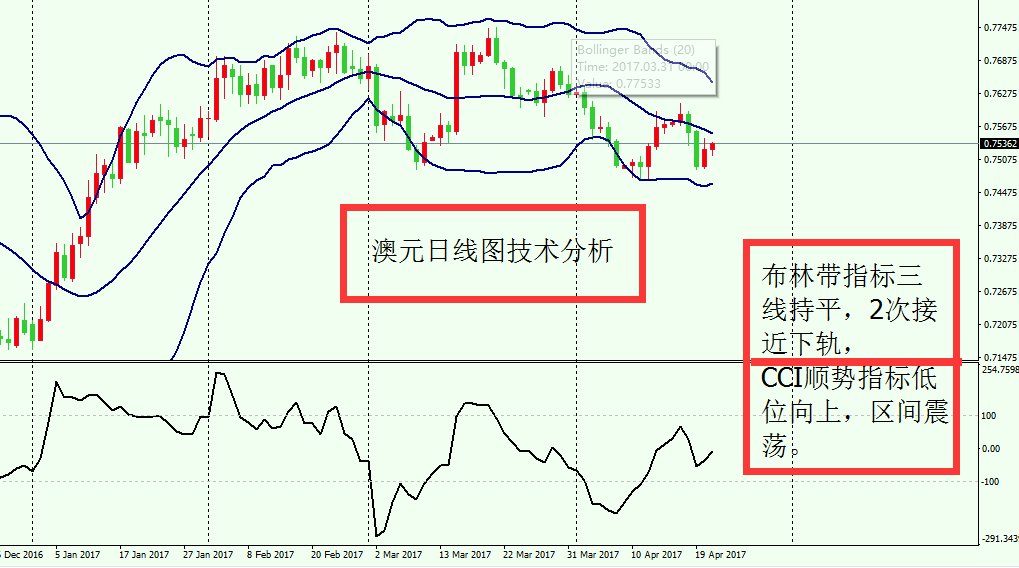 0.77475
Bollinger Bands (20)
0.76875
Time: 2017.03.31 00:00
Value: 0.77533
0.76275
0.75675
0.75362
0.75075
0.74475
澳元日线图技术分析
0.73875
布林带指标三
0.73275
线持平，2次接
0.72675
近下轨，
0.72075
0.71475
254.7598
CCI顺势指标低
位向上，区间震
100
荡。
0.00
-100
-291.3439
Dec 2016
5 Jan 2017
17 Jan 2017
27 Jan 2017
8 Feb 2017
20 Feb 2017
2 Mar 2017
13 Mar 2017
22 Mar 2017
31 Mar 2017
10 Apr 2017
19 Apr 2017